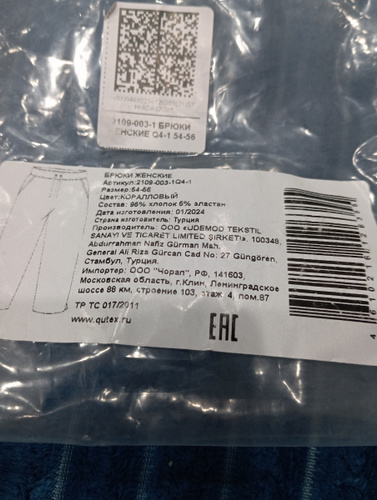 2109-003-1 БРЮКИ
ЕНСКИЕ Q4-1 54-56
БРЮКИ ЖЕНСКИЕ
Артикул:2109-003-1Q4-1
Размер:54-56
Цвет:КОРАЛЛОВЫЙ
Состав: 95% хлопок 5% эластан
Дата изготовления: 01/2024
Страна изготовитель: Турция
Производитель: ООО «UDEMOD TEKSTIL
SANAYI VE TICARET LIMITED ŞIRKETI», 100348,
Abdurrahman Nafiz Gürman Mah.
General Ali Riza Gürcan Cad No: 27 Güngören,
Стамбул, Турция.
Импортер: ООО "Чорап", РФ, 141603,
Московская область, г.Клин, Ленинградское
шоссе 88 км, строение 103, этаж 4, пом.87
ТР ТС 017/2011
www.qutex.ru
EAC